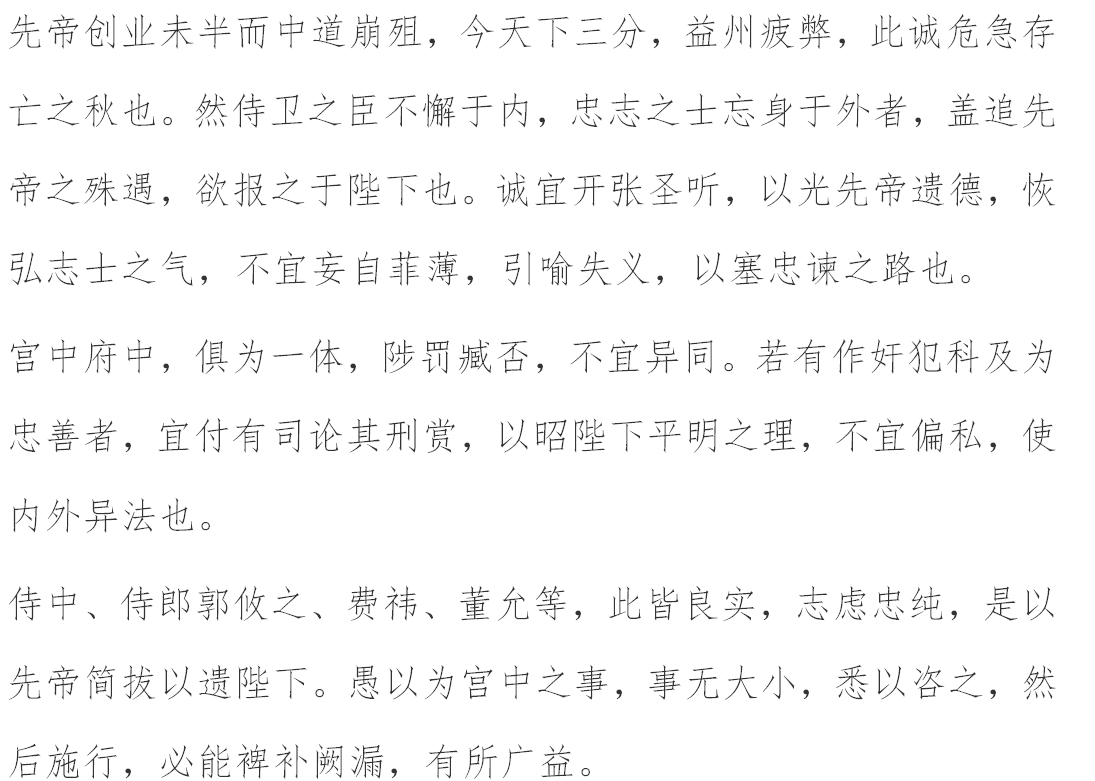 先帝创业未半而中道崩殂，今天下三分，益州疲弊，此诚危急存
亡之秋也。然侍卫之臣不懈于内，忠志之士忘身于外者，盖追先
帝之殊遇，欲报之于陛下也。诚宜开张圣听，以光先帝遗德，恢
弘志士之气，不宜妄自菲薄，引喻失义，以塞忠谏之路也。
宫中府中，俱为一体，陟罚臧否，不宜异同。若有作奸犯科及为
忠善者，宜付有司论其刑赏，以昭陛下平明之理，不宜偏私，使
内外异法也。
侍中、侍郎郭攸之、费祎、董允等，此皆良实，志虑忠纯，是以
先帝简拔以遗陛下。愚以为宫中之事，事无大小，悉以咨之，然
后施行，必能裨补阙漏，有所广益。